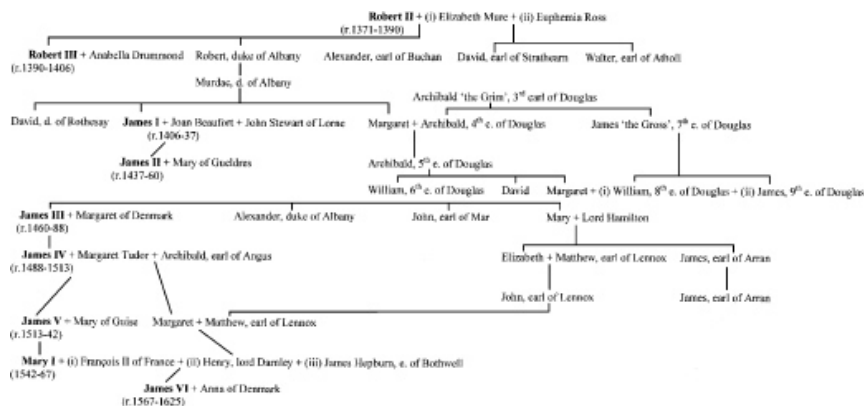 Robert II + (i) Elizabeth Mure + (ii) Euphemia Ross
(r.1371-1390)
Robert III + Anabella Drummond Robert, duke of Albany Alexander, earl of Buchan David, earl of Strathearn Walter, earl of Atholl
(r.1390-1406)
Murdac, d. of Albany
Archibald 'the Grim', 3rd earl of Douglas
David, d. of Rothesay James I + Joan Beaufort + John Stewart of Lorne Margaret + Archibald, 4th e. of Douglas James 'the Gross', 7th e. of Douglas
(r.1406-37)
James II + Mary of Gueldres Archibald, 5th e. of Douglas
(r.1437-60)
William, 6th e. of Douglas David Margaret + (i) William, 8th e. of Douglas + (ii) James, 9th e. of Douglas
James III + Margaret of Denmark Alexander, duke of Albany John, earl of Mar Mary + Lord Hamilton
(r.1460-88)
James IV + Margaret Tudor + Archibald, earl of Angus Elizabeth + Matthew, earl of Lennox James, earl of Arran
(r.1488-1513)
John, earl of Lennox James, earl of Arran
James V + Mary of Guise Margaret + Matthew, earl of Lennox
(r.1513-42)
Mary I + (i) François II of France + (ii) Henry, lord Darnley + (iii) James Hepburn, e. of Bothwell
(1542-67)
James VI + Anna of Denmark
(r.1567-1625)